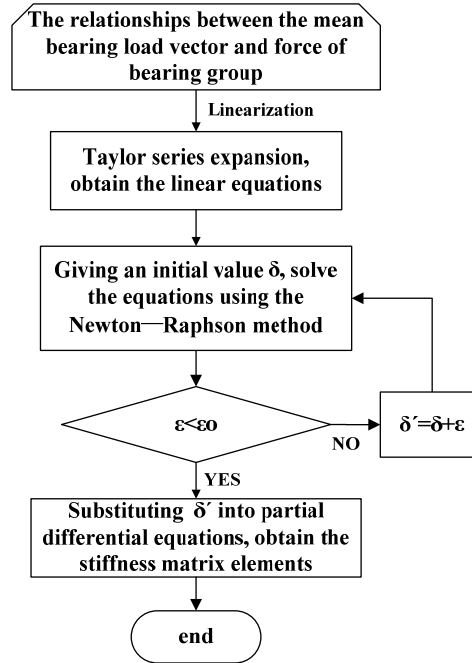 The relationships between the mean
bearing load vector and force of
bearing group
Linearization
Taylor series expansion,
obtain the linear equations
Giving an initial value δ, solve
the equations using the
Newton—Raphson method
ε<εo
NO
δ´=δ+ε
YES
Substituting δ´ into partial
differential equations, obtain the
stiffness matrix elements
end